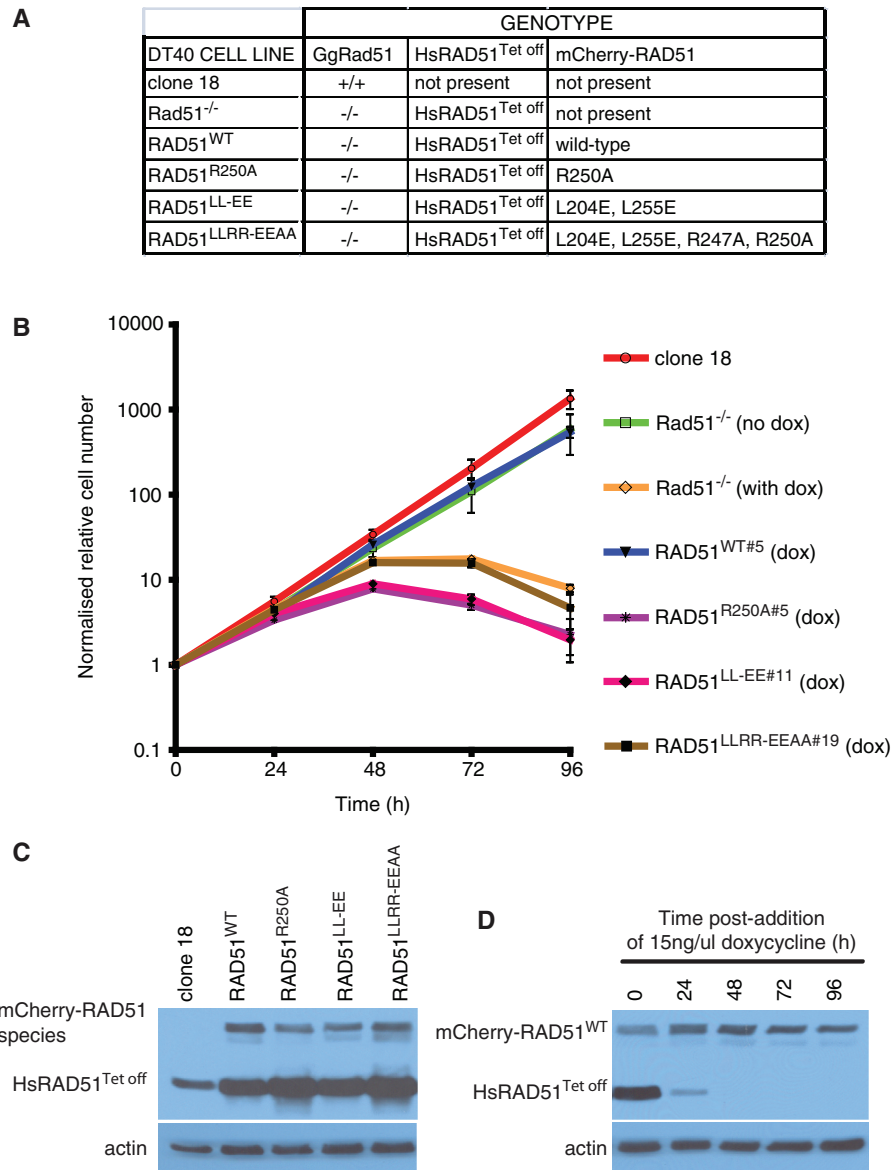 A
GENOTYPE
DT40 CELL LINE GgRad51 HsRAD51Tet off mCherry-RAD51
clone 18 +/+ not present not present
Rad51-/- -/- HsRAD51Tet off not present
RAD51WT -/- HsRAD51Tet off wild-type
RAD51R250A -/- HsRAD51Tet off R250A
RAD51LL-EE -/- HsRAD51Tet off L204E, L255E
RAD51LLRR-EEAA -/- HsRAD51Tet off L204E, L255E, R247A, R250A
B
Normalised relative cell number
10000
1000
100
10
1
0.1
0 24 48 72 96
Time (h)
clone 18
Rad51-/- (no dox)
Rad51-/- (with dox)
RAD51WT#5 (dox)
RAD51R250A#5 (dox)
RAD51LL-EE#11 (dox)
RAD51LLRR-EEAA#19 (dox)
C
clone 18
RAD51WT
RAD51R250A
RAD51LL-EE
RAD51LLRR-EEAA
mCherry-RAD51
species
HsRAD51Tet off
actin
D
Time post-addition
of 15ng/ul doxycycline (h)
0 24 48 72 96
mCherry-RAD51WT
HsRAD51Tet off
actin